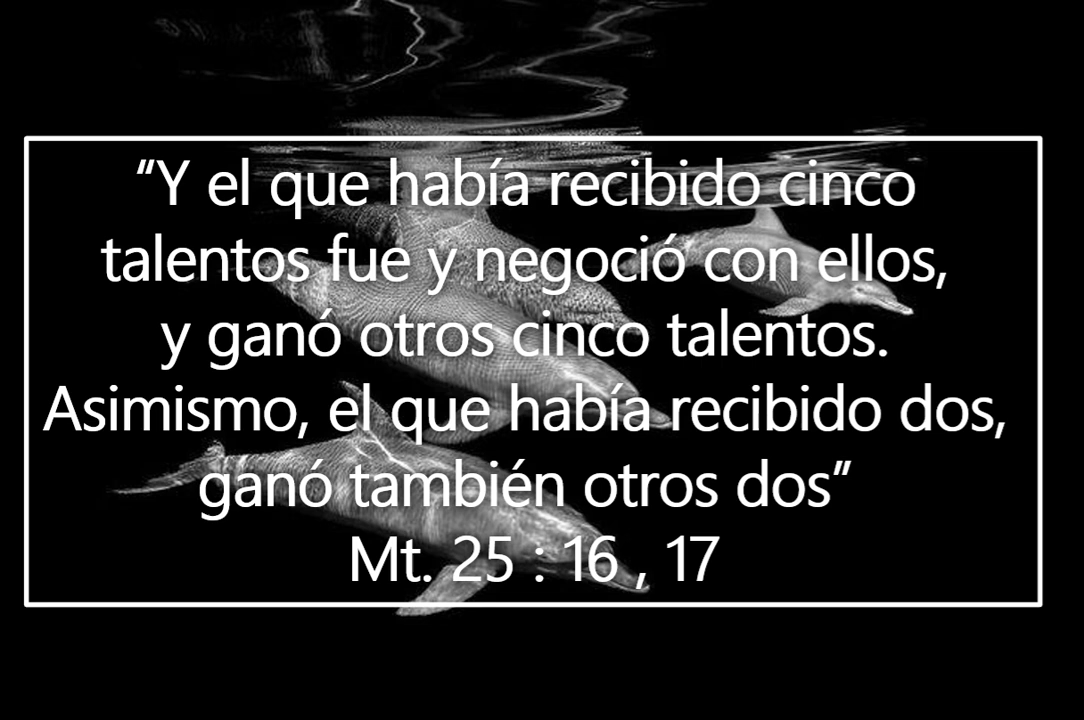 “Y el que había recibido cinco
talentos fue y negoció con ellos,
y ganó otros cinco talentos.
Asimismo, el que había recibido dos,
ganó también otros dos”
Mt. 25 : 16 , 17